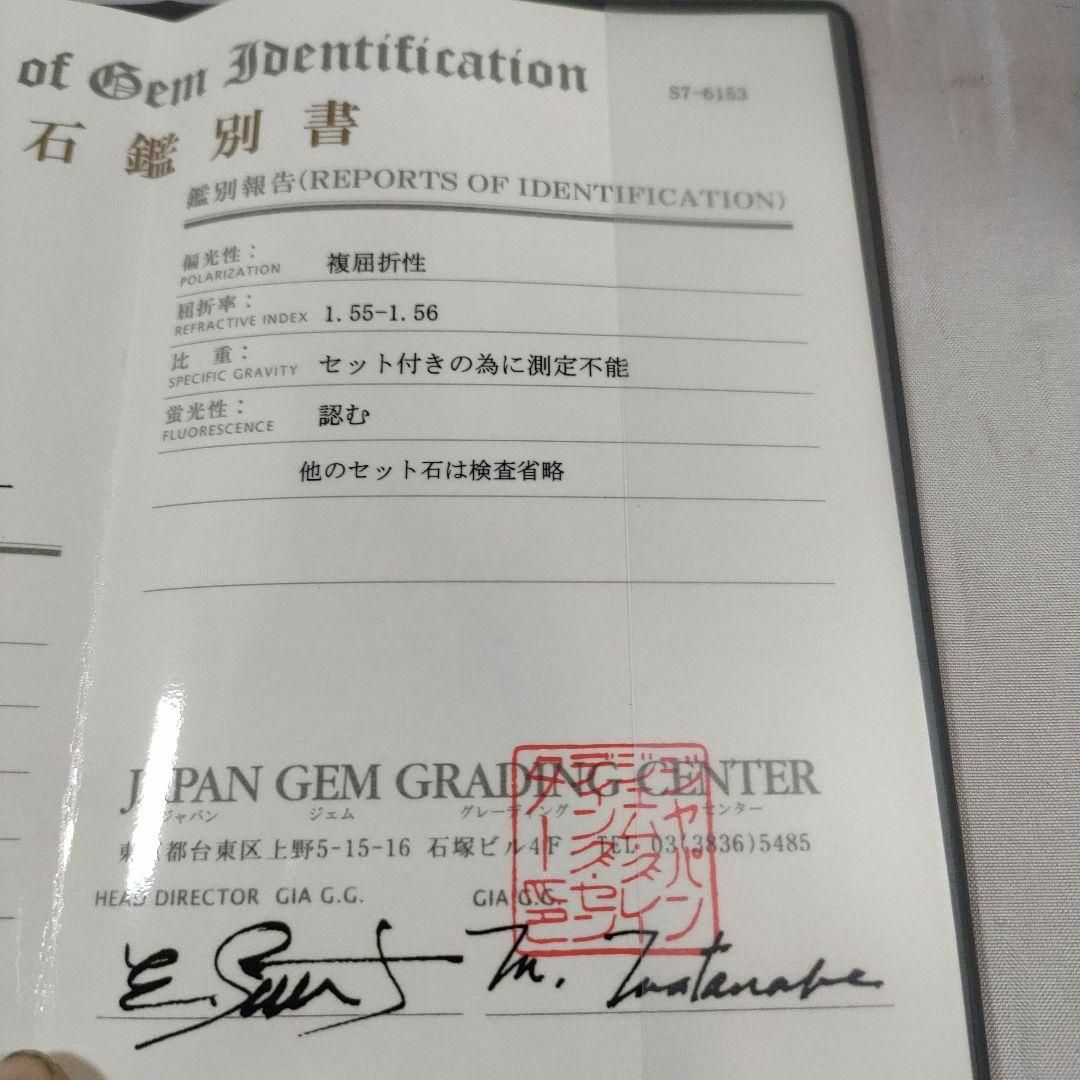 of Gem Identification
S7-6153
石鑑別書
鑑別報告(REPORTS OF IDENTIFICATION)
偏光性：
POLARIZATION
複屈折性
屈折率：
REFRACTIVE INDEX
1.55-1.56
比 重：
SPECIFIC GRAVITY
セット付きの為に測定不能
蛍光性：
FLUORESCENCE
認む
他のセット石は検査省略
JAPAN GEM GRADING CENTER
ジャパン ジェム グレーディング センター
都台東区上野5-15-16 石塚ビル4F TEL 03(3836)5485
HEAD DIRECTOR GIA G.G.
GIA G.G.
M. Watanabe